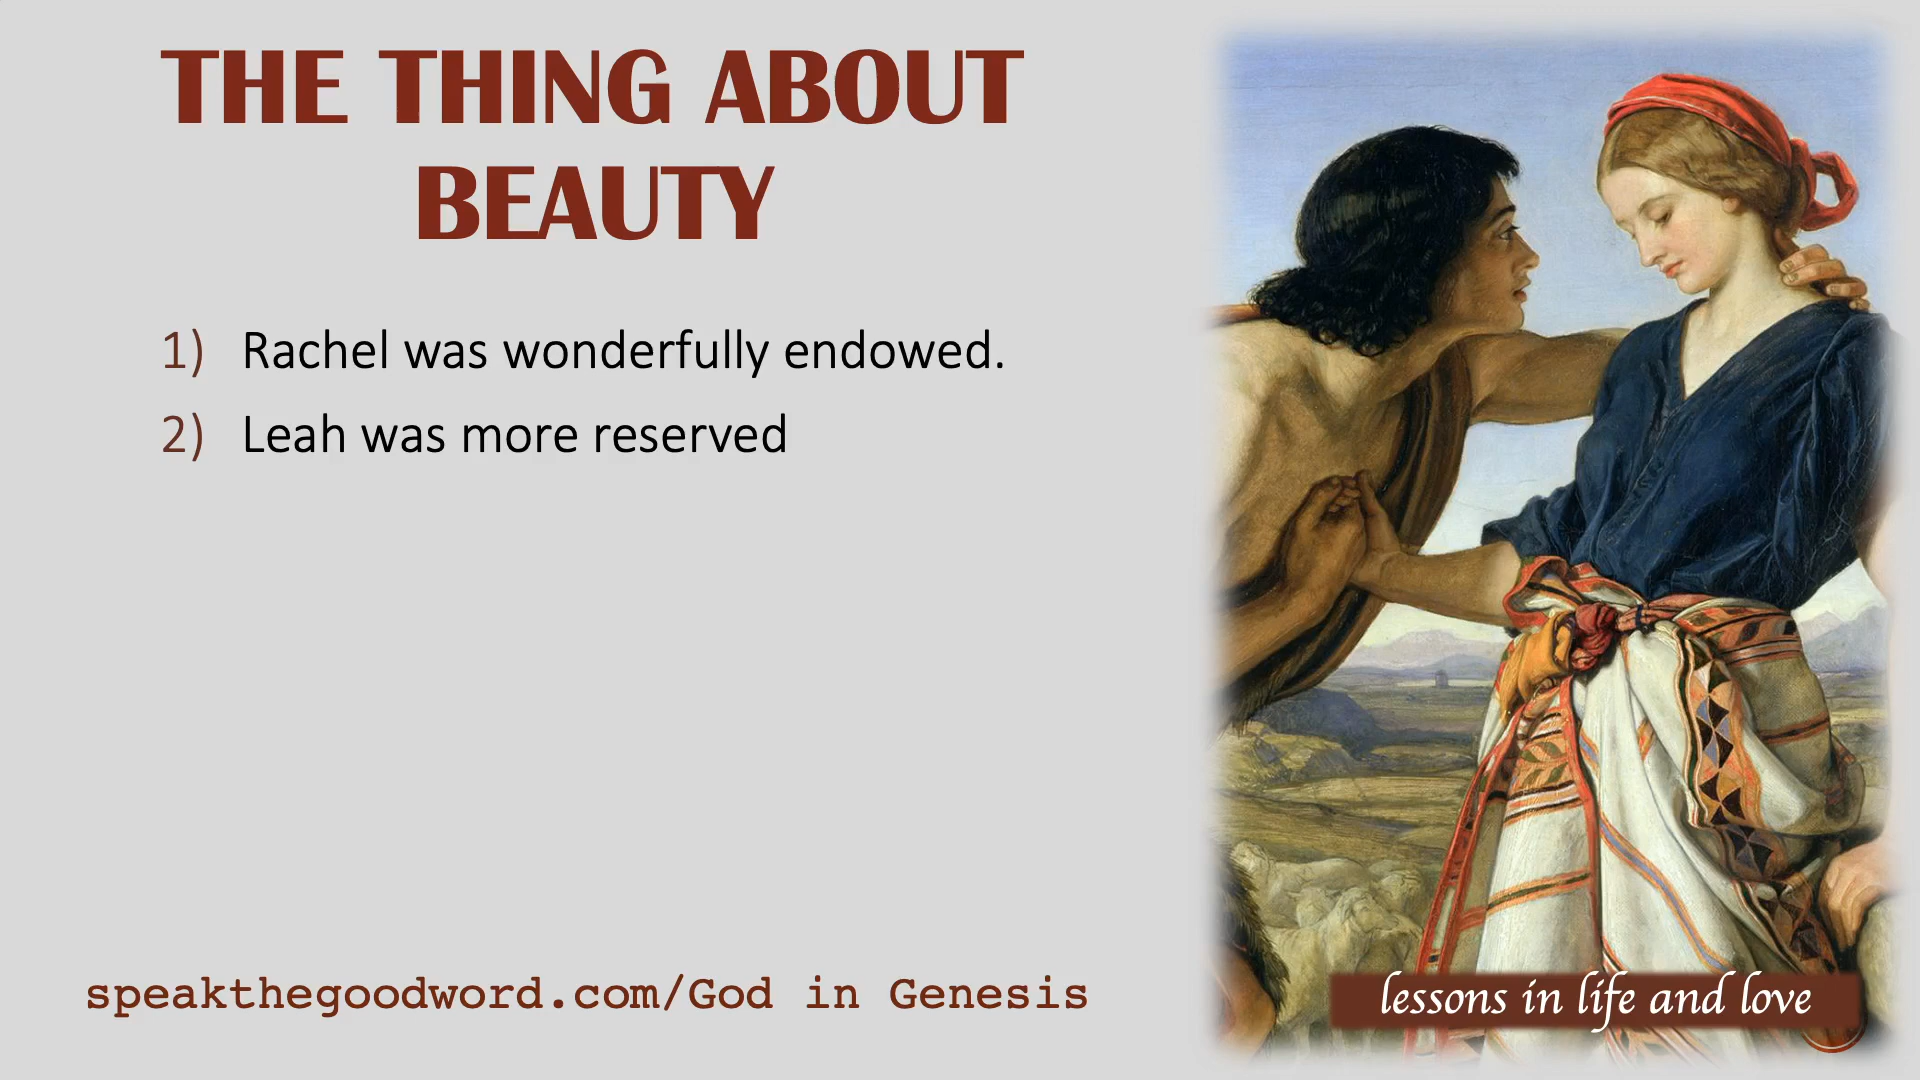 THE THING ABOUT
BEAUTY
1) Rachel was wonderfully endowed.
2) Leah was more reserved
speakthegoodword.com/God in Genesis
lessons in life and love